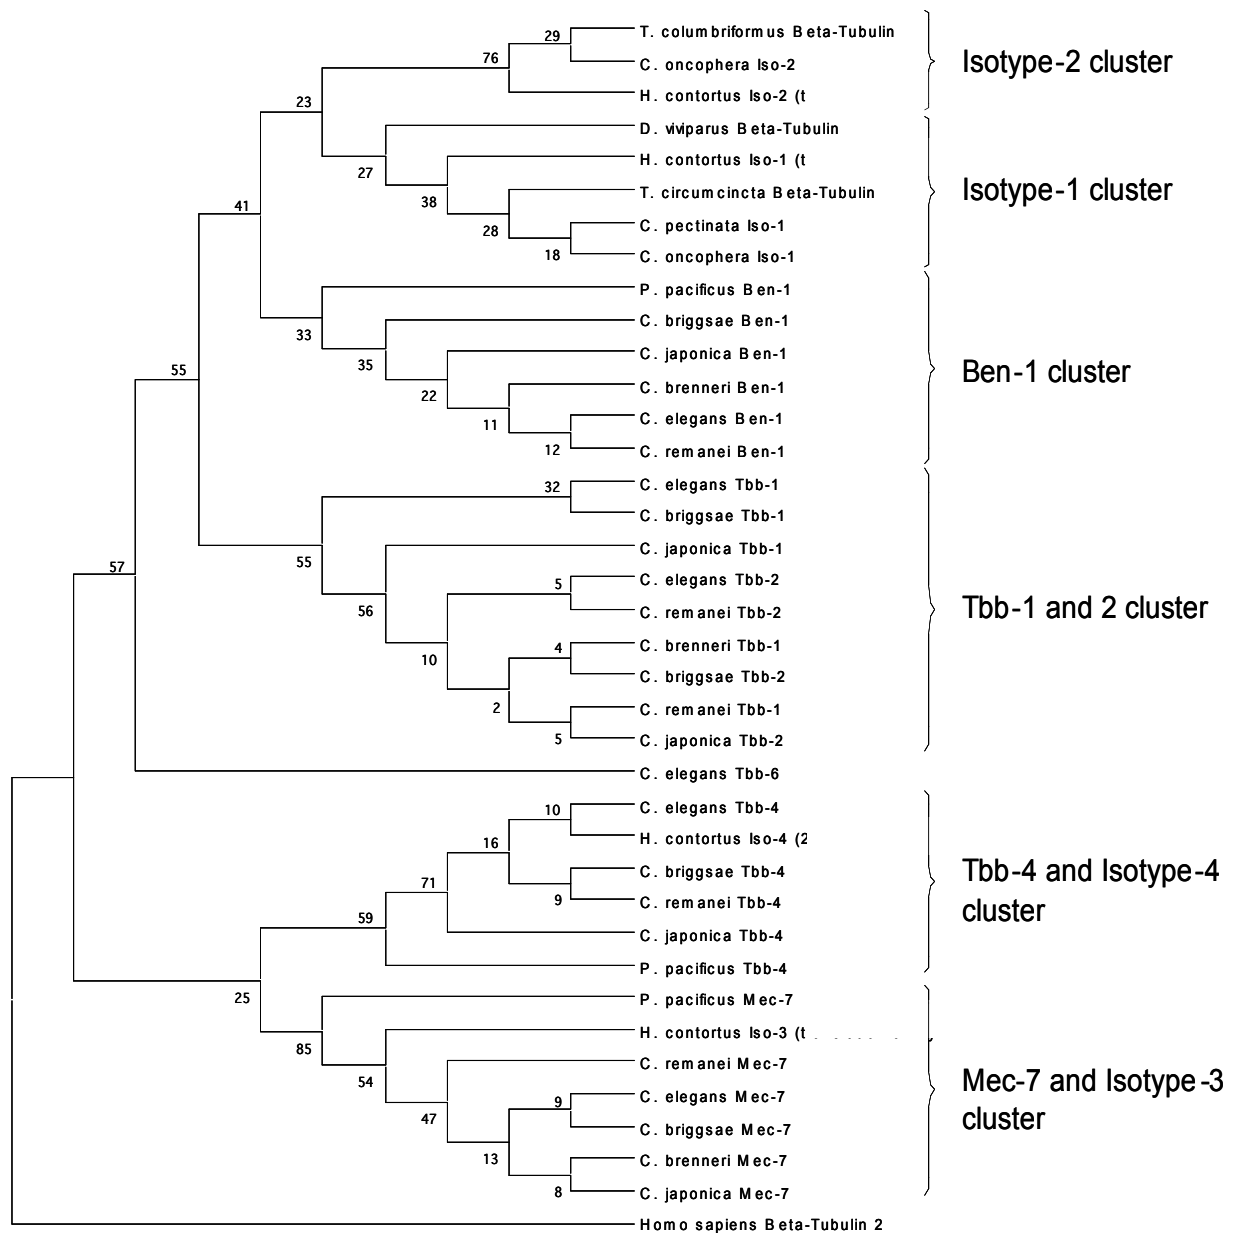 T. columbriformus Beta-Tubulin
29
C. oncophera Iso-2
76
Isotype-2 cluster
H. contortus Iso-2 (t
23
D. viviparus Beta-Tubulin
H. contortus Iso-1 (t
27
T. circumcincta Beta-Tubulin
Isotype-1 cluster
38
41
C. pectinata Iso-1
28
C. oncophera Iso-1
18
P. pacificus Ben-1
C. briggsae Ben-1
33
C. japonica Ben-1
35
55
Ben-1 cluster
C. brenneri Ben-1
22
C. elegans Ben-1
11
C. remanei Ben-1
12
C. elegans Tbb-1
32
C. briggsae Tbb-1
C. japonica Tbb-1
55
57
C. elegans Tbb-2
5
C. remanei Tbb-2
56
Tbb-1 and 2 cluster
C. brenneri Tbb-1
4
10
C. briggsae Tbb-2
C. remanei Tbb-1
2
C. japonica Tbb-2
5
C. elegans Tbb-6
C. elegans Tbb-4
10
H. contortus Iso-4 (2
16
C. briggsae Tbb-4
Tbb-4 and Isotype-4
71
C. remanei Tbb-4
9
cluster
59
C. japonica Tbb-4
P. pacificus Tbb-4
25
P. pacificus Mec-7
H. contortus Iso-3 (t
85
C. remanei Mec-7
54
Mec-7 and Isotype-3
C. elegans Mec-7
9
47
cluster
C. briggsae Mec-7
13
C. brenneri Mec-7
8
C. japonica Mec-7
Homo sapiens Beta-Tubulin 2